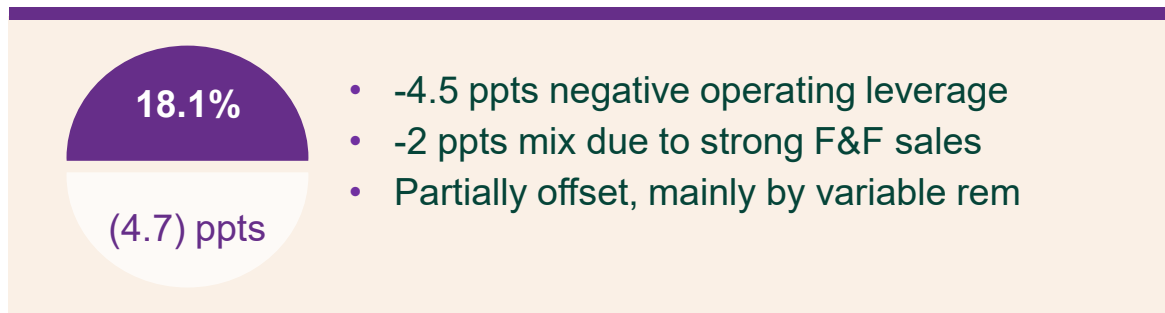 18.1%
(4.7) ppts
• -4.5 ppts negative operating leverage
• -2 ppts mix due to strong F&F sales
• Partially offset, mainly by variable rem